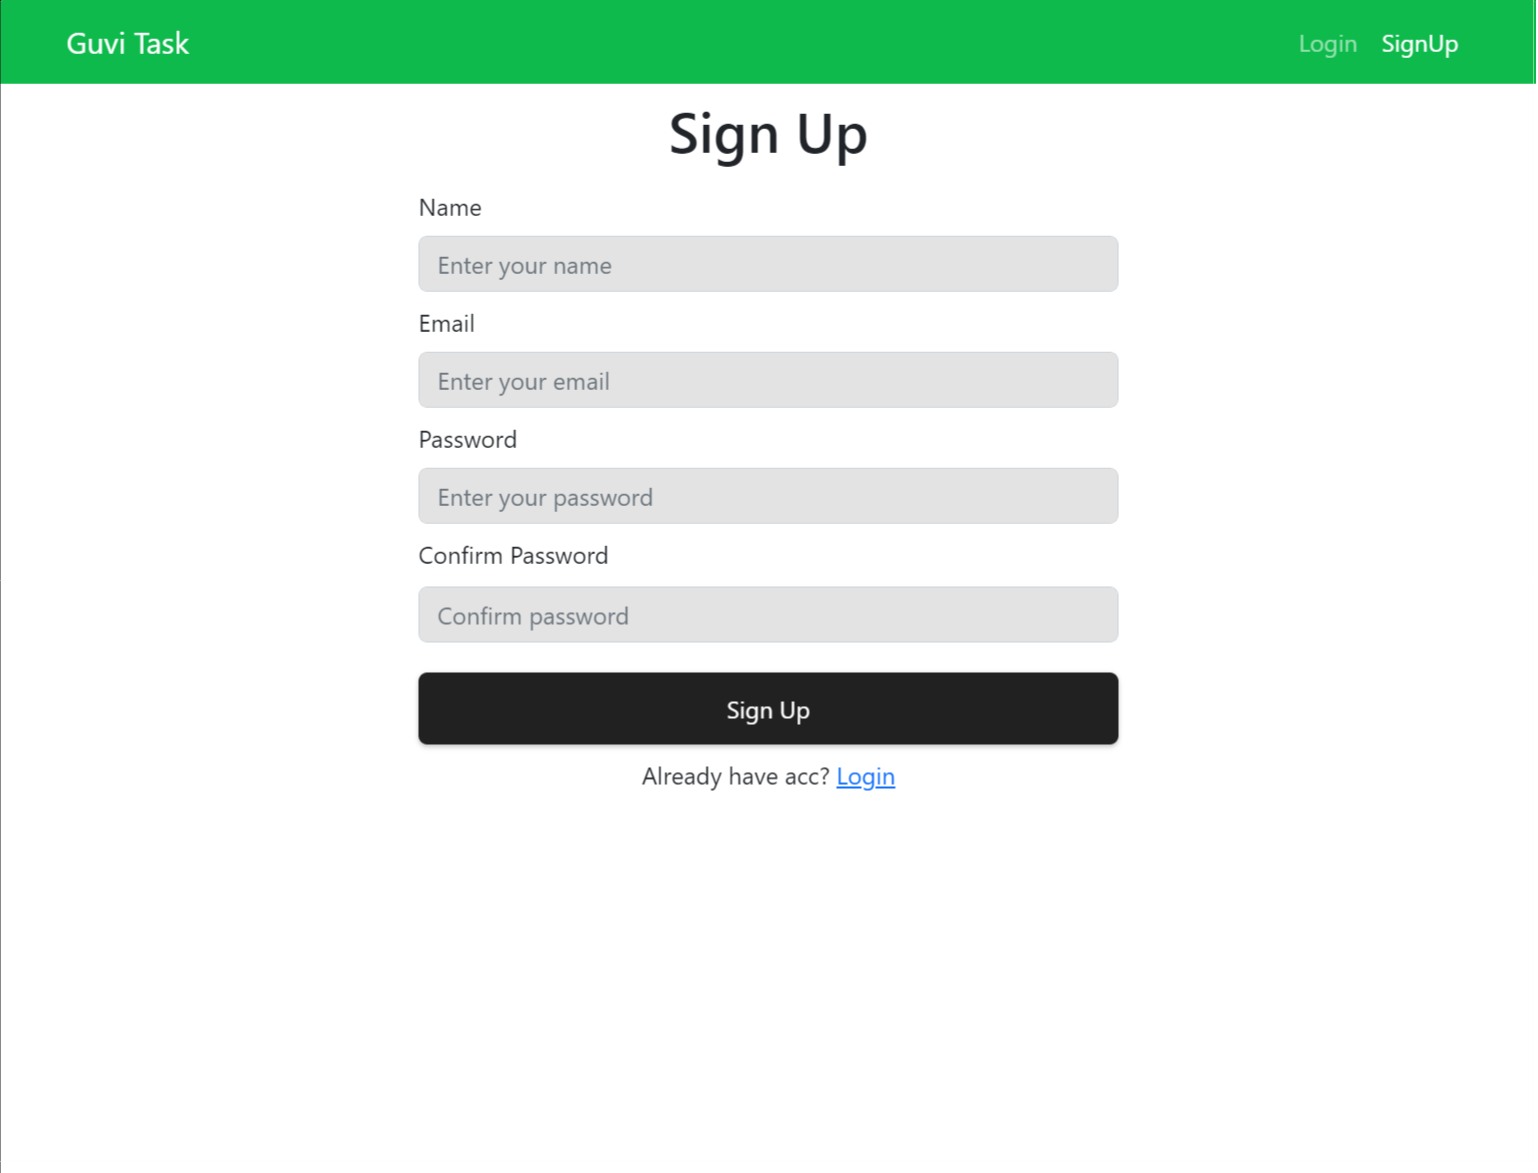 Guvi Task
Login SignUp
Sign Up
Name
Enter your name
Email
Enter your email
Password
Enter your password
Confirm Password
Confirm password
Sign Up
Already have acc? Login